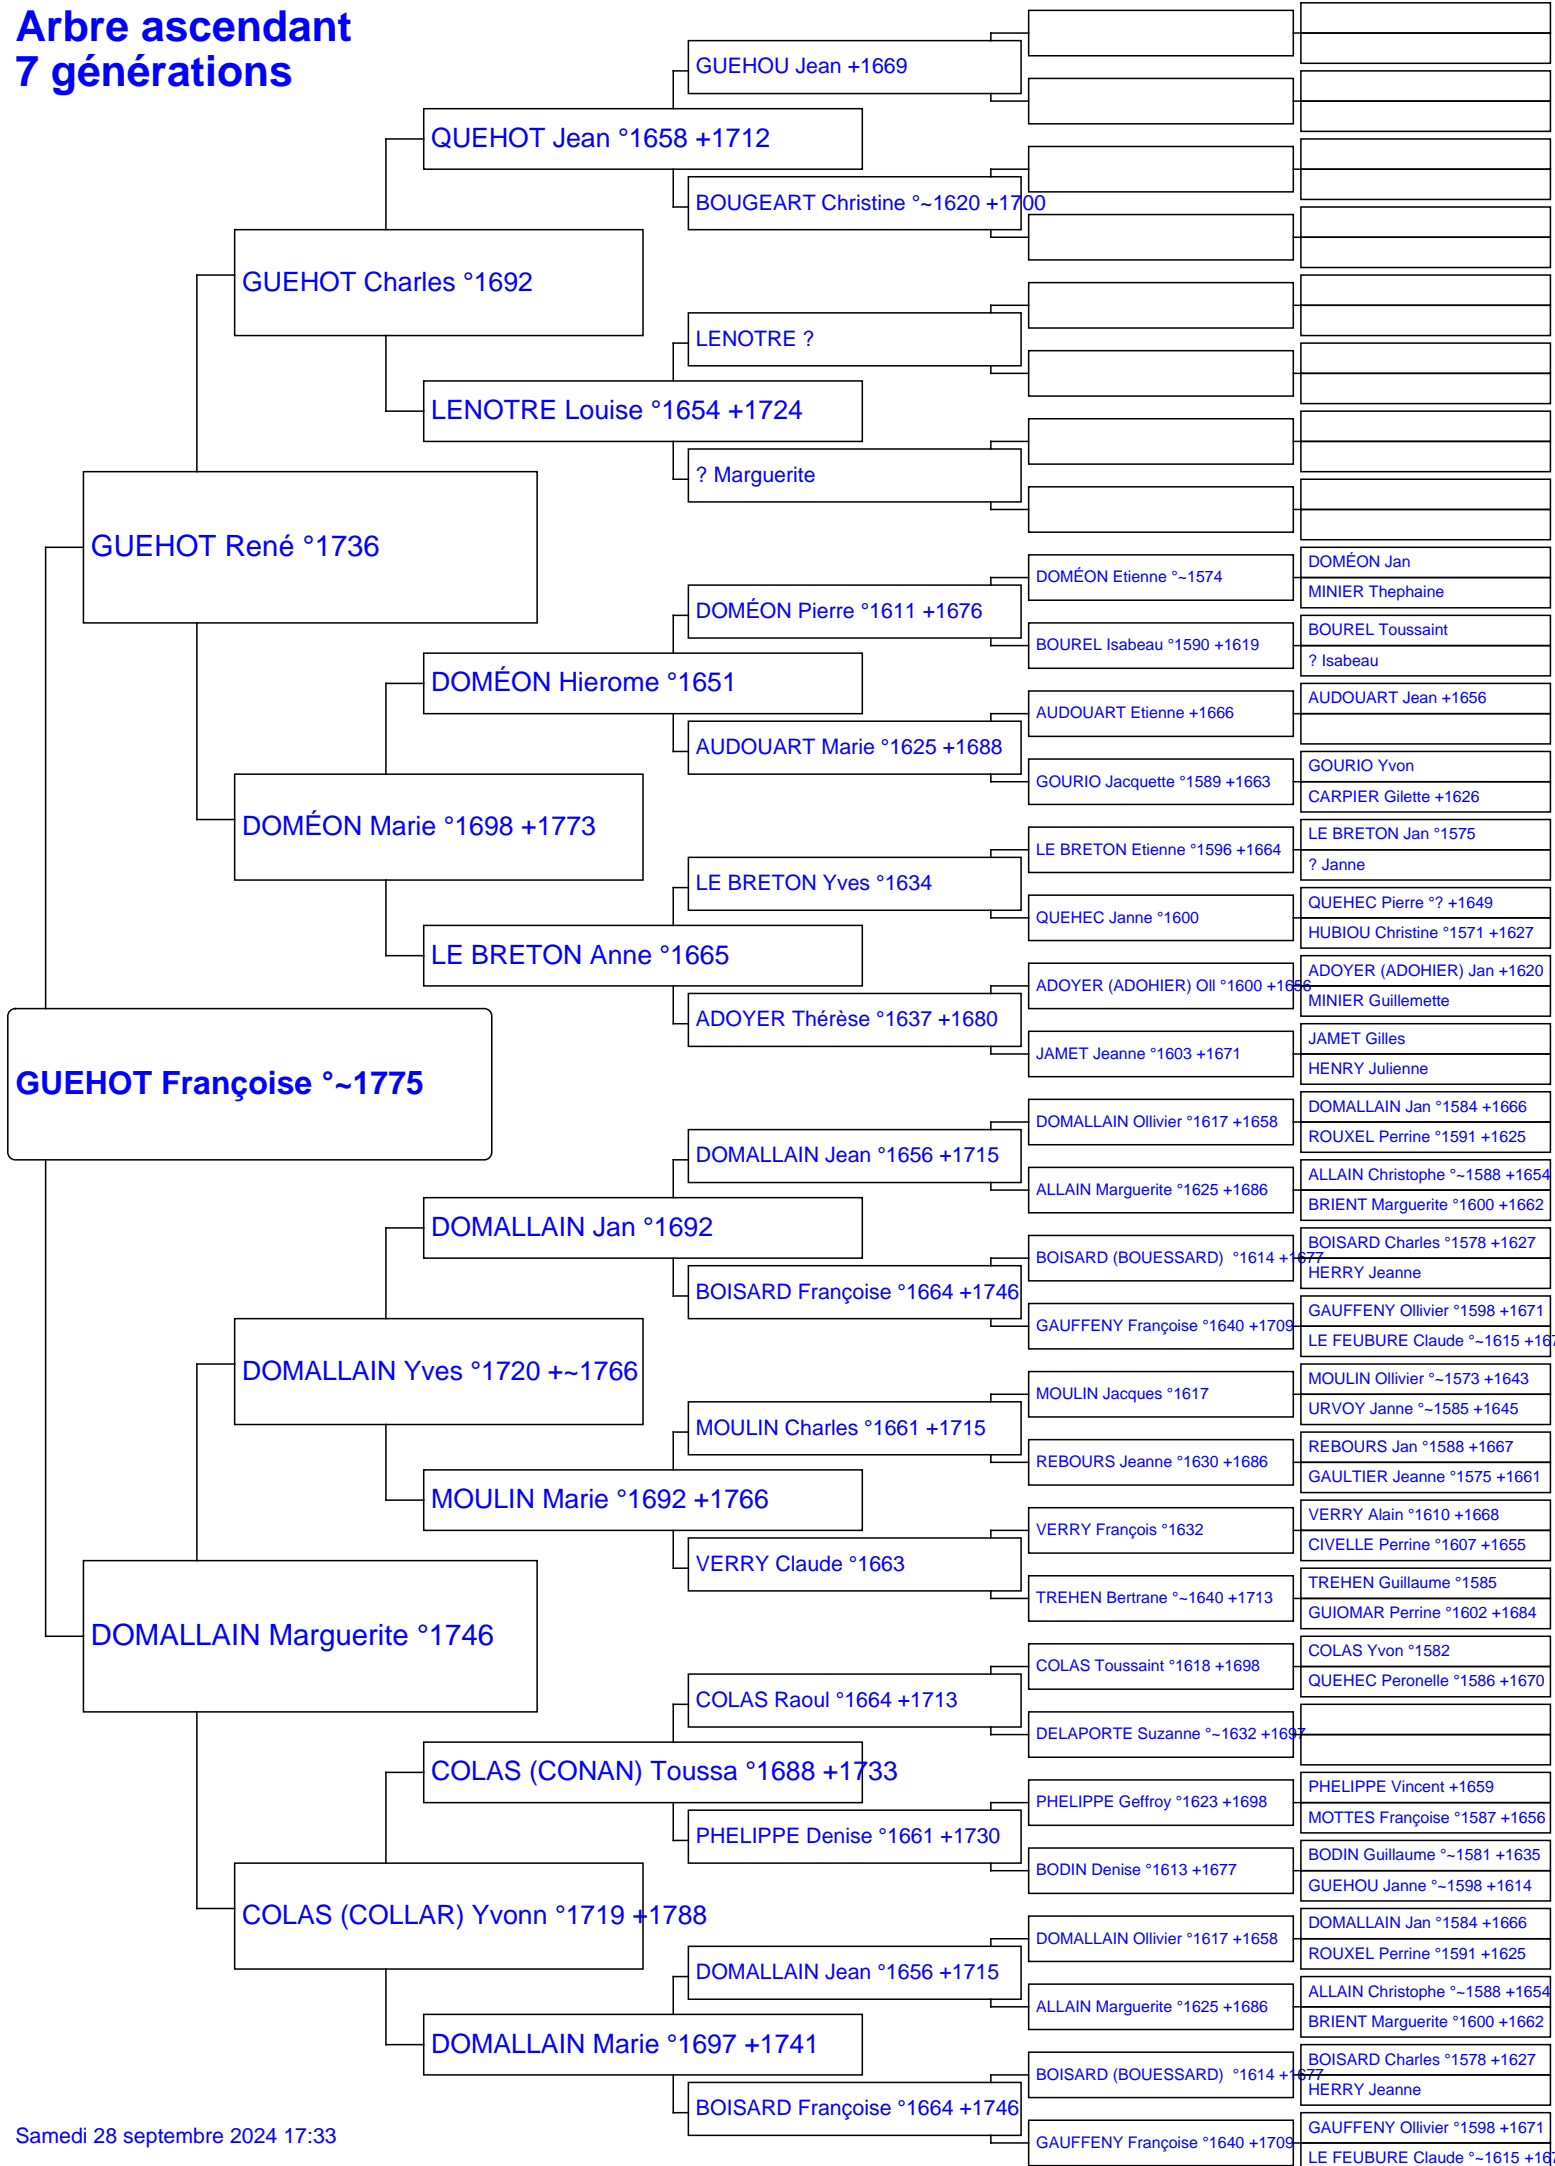 Arbre ascendant
7 générations
GUEHOU Jean +1669
QUEHOT Jean °1658 +1712
BOUGEART Christine °~1620 +1700
GUEHOT Charles °1692
LENOTRE ?
LENOTRE Louise °1654 +1724
? Marguerite
GUEHOT René °1736
DOMÉON Jan
DOMÉON Etienne °~1574
MINIER Thephaine
DOMÉON Pierre °1611 +1676
BOUREL Toussaint
BOUREL Isabeau °1590 +1619
? Isabeau
DOMÉON Hierome °1651
AUDOUART Jean +1656
AUDOUART Etienne +1666
AUDOUART Marie °1625 +1688
GOURIO Yvon
GOURIO Jacquette °1589 +1663
CARPIER Gilette +1626
DOMÉON Marie °1698 +1773
LE BRETON Jan °1575
LE BRETON Etienne °1596 +1664
? Janne
LE BRETON Yves °1634
QUEHEC Pierre °? +1649
QUEHEC Janne °1600
HUBIOU Christine °1571 +1627
LE BRETON Anne °1665
ADOYER (ADOHIER) Jan +1620
ADOYER (ADOHIER) Oll °1600 +1656
MINIER Guillemette
ADOYER Thérèse °1637 +1680
JAMET Gilles
JAMET Jeanne °1603 +1671
HENRY Julienne
GUEHOT Françoise °~1775
DOMALLAIN Jan °1584 +1666
DOMALLAIN Ollivier °1617 +1658
ROUXEL Perrine °1591 +1625
DOMALLAIN Jean °1656 +1715
ALLAIN Christophe °~1588 +1654
ALLAIN Marguerite °1625 +1686
BRIENT Marguerite °1600 +1662
DOMALLAIN Jan °1692
BOISARD Charles °1578 +1627
BOISARD (BOUESSARD)  °1614 +1677
HERRY Jeanne
BOISARD Françoise °1664 +1746
GAUFFENY Ollivier °1598 +1671
GAUFFENY Françoise °1640 +1709
LE FEUBURE Claude °~1615 +167
DOMALLAIN Yves °1720 +~1766
MOULIN Ollivier °~1573 +1643
MOULIN Jacques °1617
URVOY Janne °~1585 +1645
MOULIN Charles °1661 +1715
REBOURS Jan °1588 +1667
REBOURS Jeanne °1630 +1686
GAULTIER Jeanne °1575 +1661
MOULIN Marie °1692 +1766
VERRY Alain °1610 +1668
VERRY François °1632
CIVELLE Perrine °1607 +1655
VERRY Claude °1663
TREHEN Guillaume °1585
TREHEN Bertrane °~1640 +1713
GUIOMAR Perrine °1602 +1684
DOMALLAIN Marguerite °1746
COLAS Yvon °1582
COLAS Toussaint °1618 +1698
QUEHEC Peronelle °1586 +1670
COLAS Raoul °1664 +1713
DELAPORTE Suzanne °~1632 +1697
COLAS (CONAN) Toussa °1688 +1733
PHELIPPE Vincent +1659
PHELIPPE Geffroy °1623 +1698
MOTTES Françoise °1587 +1656
PHELIPPE Denise °1661 +1730
BODIN Guillaume °~1581 +1635
BODIN Denise °1613 +1677
GUEHOU Janne °~1598 +1614
COLAS (COLLAR) Yvonn °1719 +1788
DOMALLAIN Jan °1584 +1666
DOMALLAIN Ollivier °1617 +1658
ROUXEL Perrine °1591 +1625
DOMALLAIN Jean °1656 +1715
ALLAIN Christophe °~1588 +1654
ALLAIN Marguerite °1625 +1686
BRIENT Marguerite °1600 +1662
DOMALLAIN Marie °1697 +1741
BOISARD Charles °1578 +1627
BOISARD (BOUESSARD)  °1614 +1677
HERRY Jeanne
BOISARD Françoise °1664 +1746
GAUFFENY Ollivier °1598 +1671
GAUFFENY Françoise °1640 +1709
LE FEUBURE Claude °~1615 +167
Samedi 28 septembre 2024 17:33